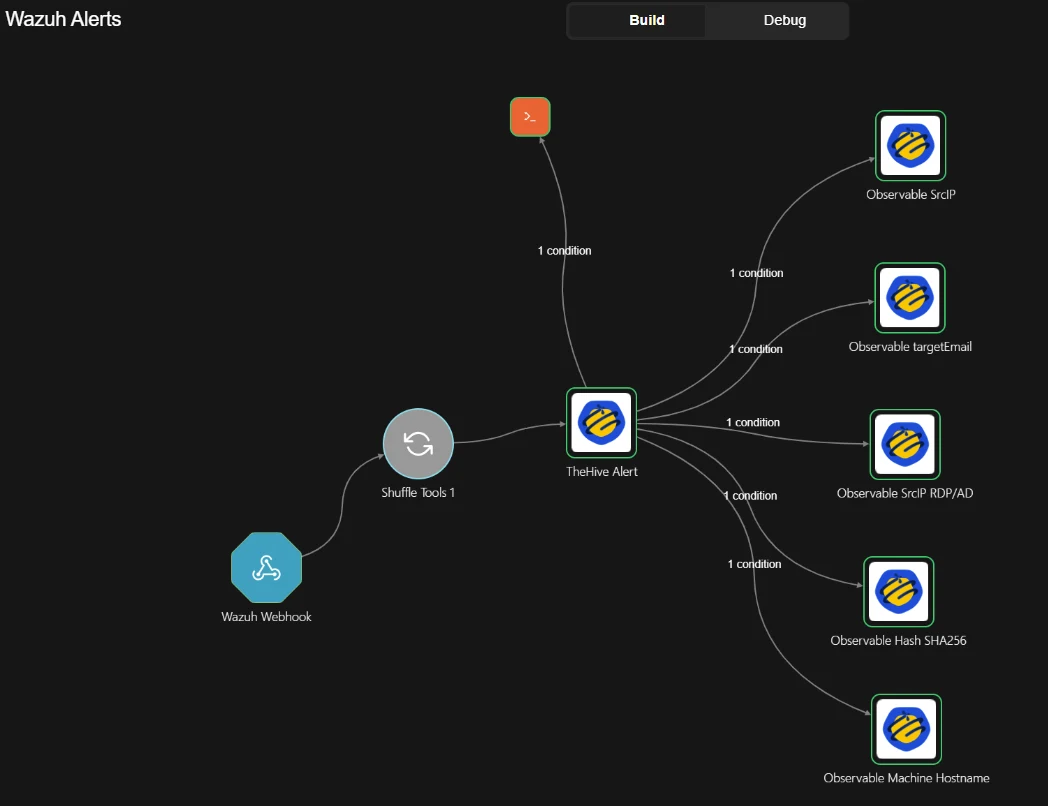 Wazuh Alerts
Build
Debug
>_
Observable SrcIP
1 condition
1 condition
Observable targetEmail
1 condition
1 condition
TheHive Alert
Shuffle Tools 1
Observable SrcIP RDP/AD
1 condition
1 condition
Wazuh Webhook
Observable Hash SHA256
Observable Machine Hostname